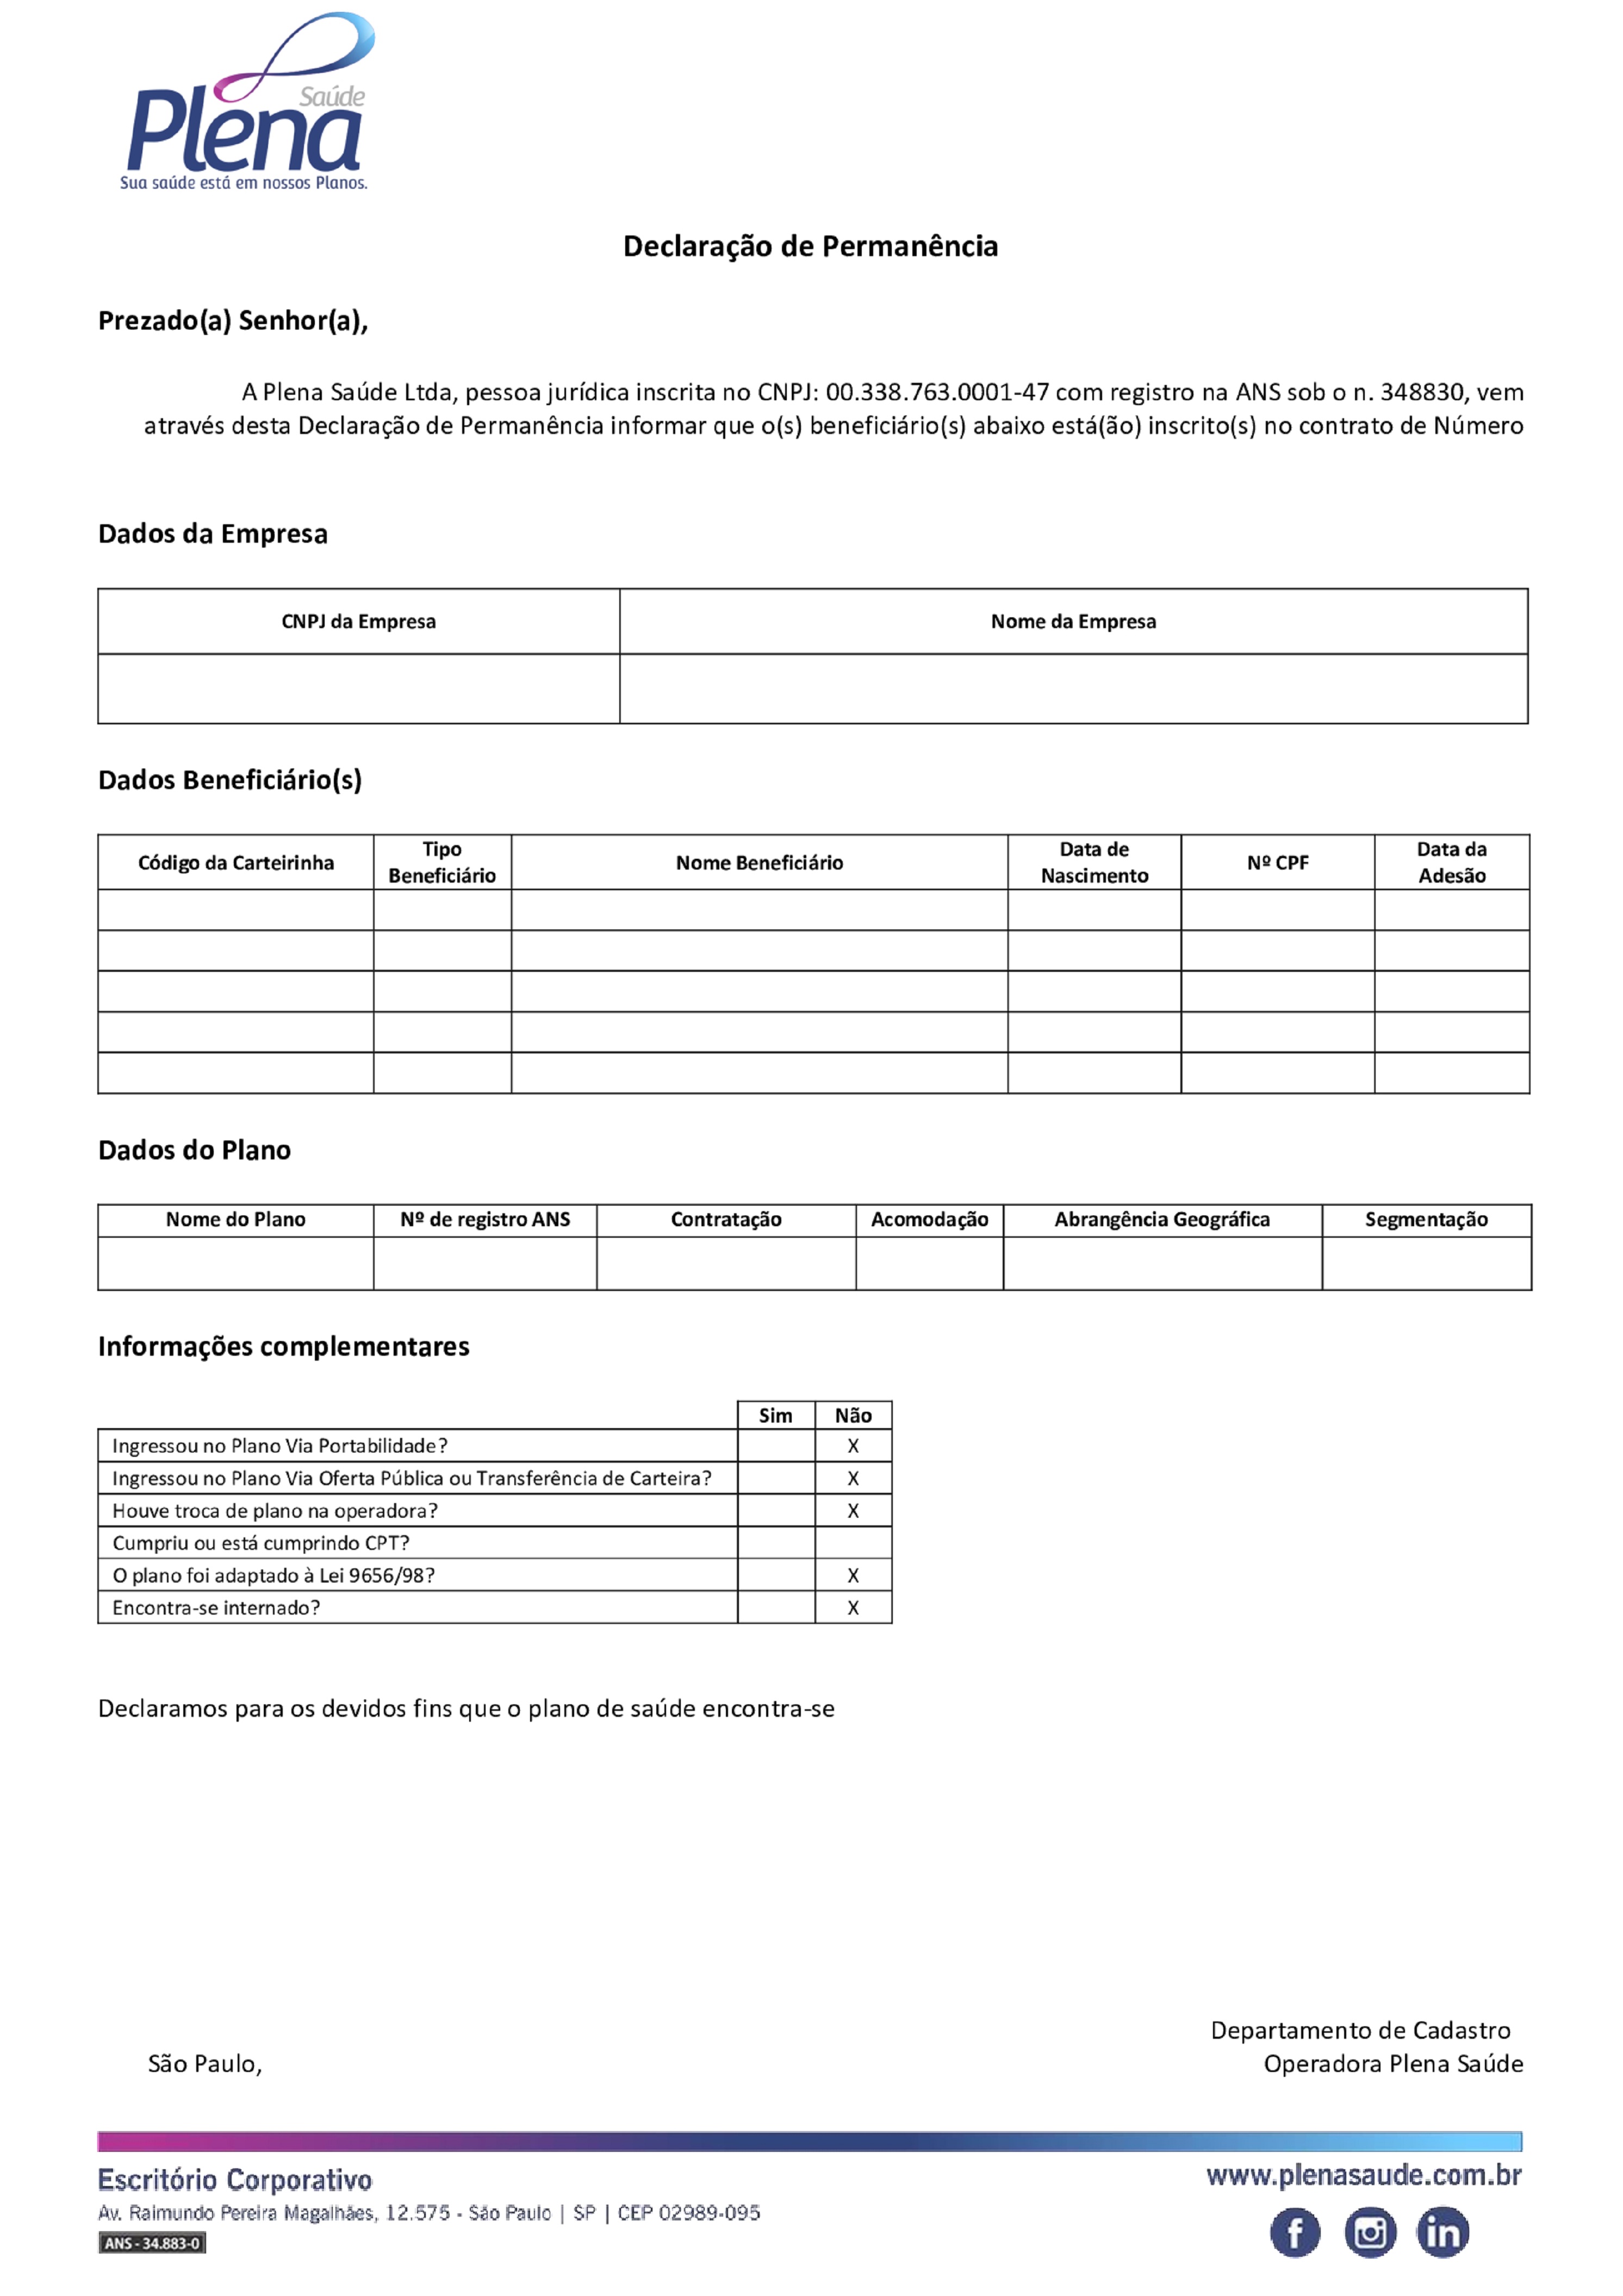 Saúde
Plena
Sua saúde está em nossos Planos.
Declaração de Permanência
Prezado(a) Senhor(a),
A Plena Saúde Ltda, pessoa jurídica inscrita no CNPJ: 00.338.763.0001-47 com registro na ANS sob o n. 348830, vem
através desta Declaração de Permanência informar que o(s) beneficiário(s) abaixo está(ão) inscrito(s) no contrato de Número
Dados da Empresa
CNPJ da Empresa Nome da Empresa
Dados Beneficiário(s)
Código da Carteirinha Tipo Beneficiário Nome Beneficiário Data de Nascimento Nº CPF Data da Adesão
Dados do Plano
Nome do Plano Nº de registro ANS Contratação Acomodação Abrangência Geográfica Segmentação
Informações complementares
Sim Não
Ingressou no Plano Via Portabilidade? X
Ingressou no Plano Via Oferta Pública ou Transferência de Carteira? X
Houve troca de plano na operadora? X
Cumpriu ou está cumprindo CPT?
O plano foi adaptado à Lei 9656/98? X
Encontra-se internado? X
Declaramos para os devidos fins que o plano de saúde encontra-se
Departamento de Cadastro
São Paulo, Operadora Plena Saúde
Escritório Corporativo www.plenasaude.com.br
Av. Raimundo Pereira Magalhães, 12.575 - São Paulo | SP | CEP 02989-095
ANS - 34.883-0